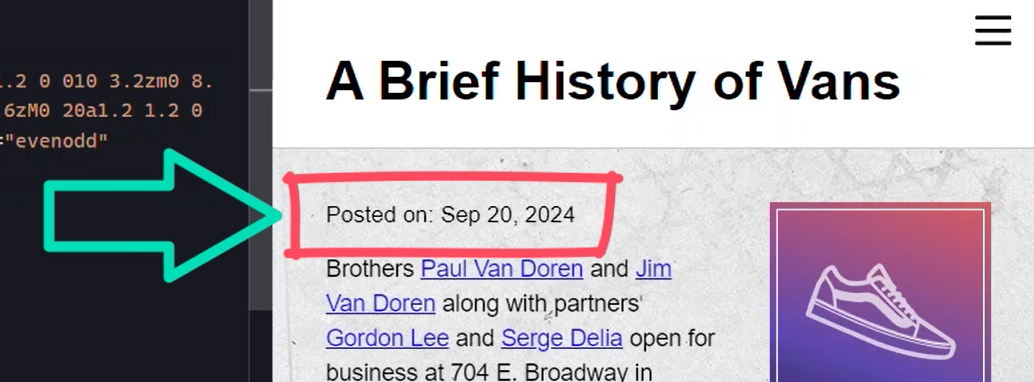 .2 0 010 3.2zm0 8.
6zM0 20a1.2 1.2 0
="evenodd"
A Brief History of Vans
Posted on: Sep 20, 2024
Brothers Paul Van Doren and Jim
Van Doren along with partners'
Gordon Lee and Serge Delia open for
business at 704 E. Broadway in